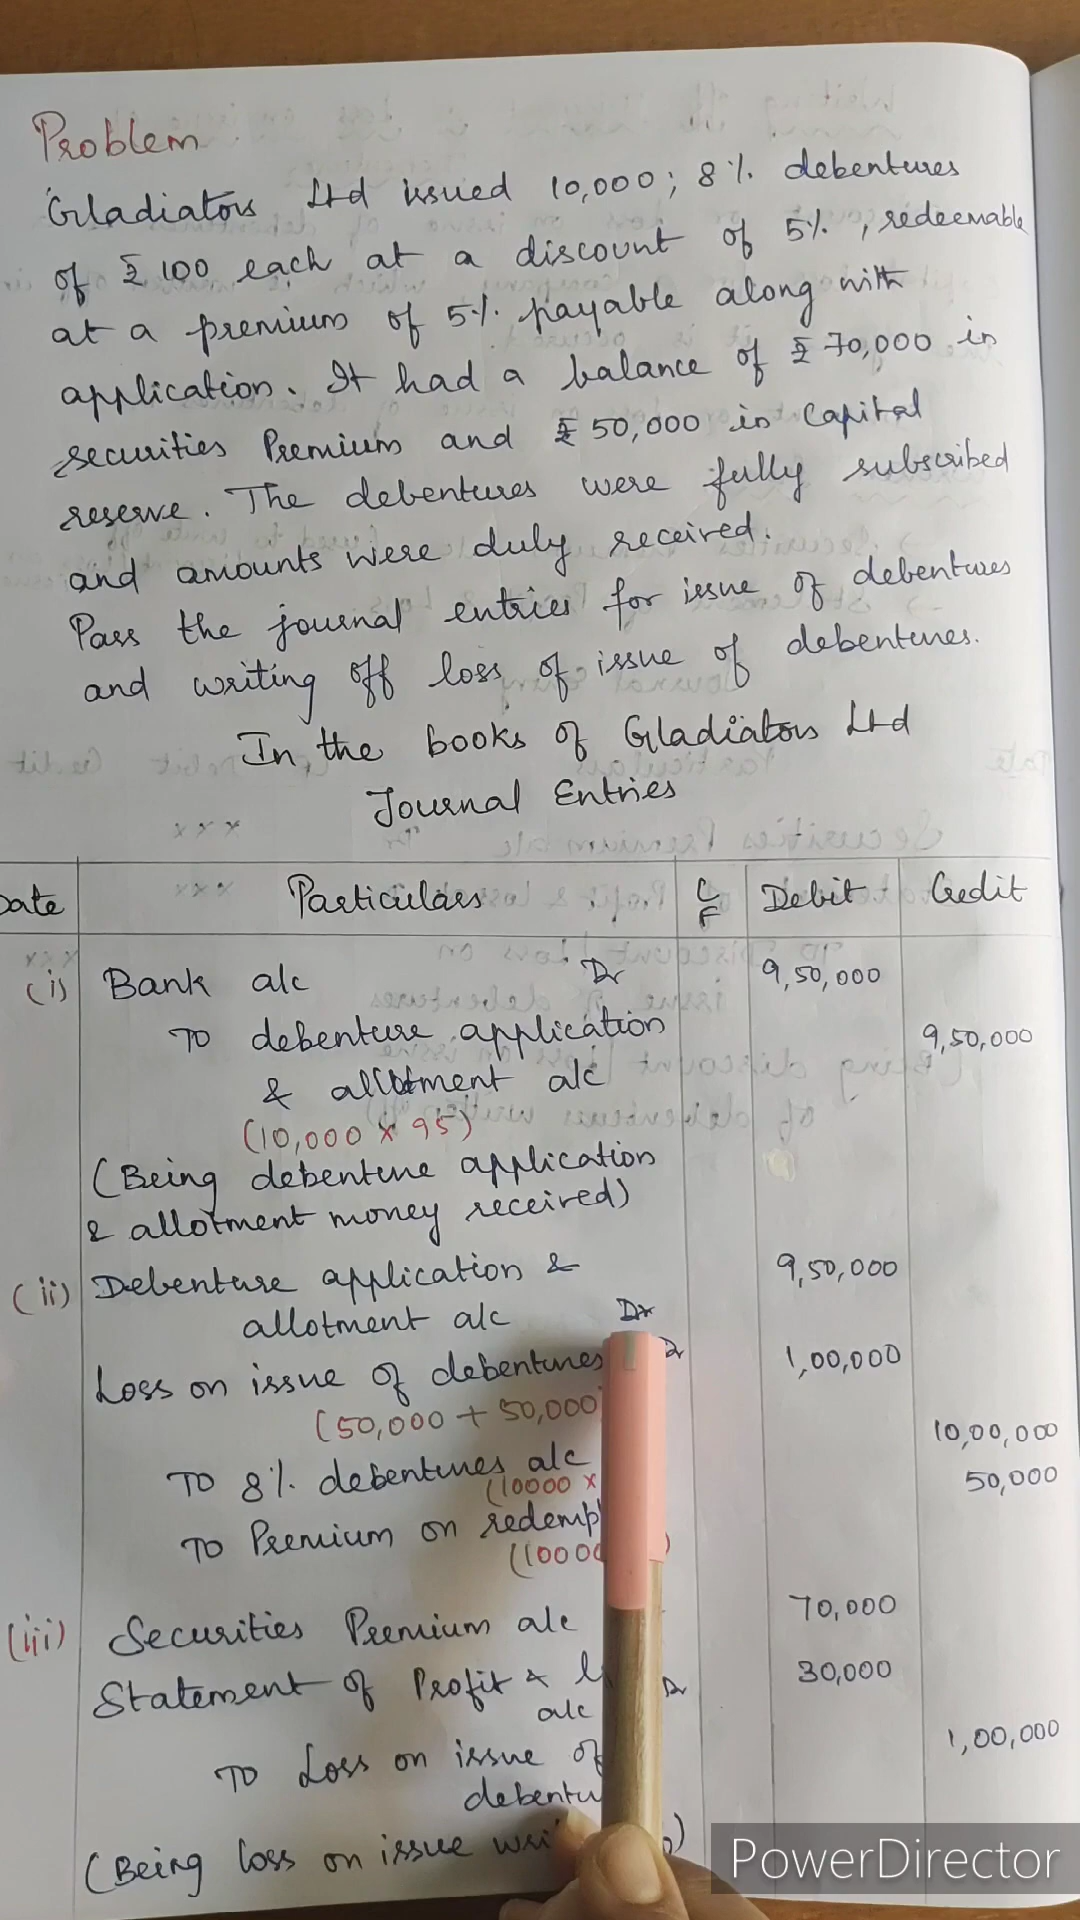 Problem
Gladiators Ltd issued 10,000; 8% debentures
of ₹ 100 each at a discount of 5%, redeemable
at a premium of 5% payable along with
application. It had a balance of ₹ 70,000 in
securities Premium and ₹ 50,000 in Capital
reserve. The debentures were fully subscribed
and amounts were duly received.
Pass the journal entries for issue of debentures
and writing off loss of issue of debentures.
In the books of Gladiators Ltd
Journal Entries
Date Particulars L/F Debit Credit
(i) Bank a/c Dr 9,50,000
To debenture application 9,50,000
& allotment a/c
(10,000 x 95)
(Being debenture application
& allotment money received)
(ii) Debenture application & 9,50,000
allotment a/c Dr
Loss on issue of debentures Dr 1,00,000
(50,000 + 50,000
10,00,000
To 8% debentures a/c 50,000
(10000 x
To Premium on
(1000
(iii) Securities Premium a/c 70,000
Statement of Profit & Dr 30,000
a/c
To Loss on issue of 1,00,000
(Being loss on issue
PowerDirector